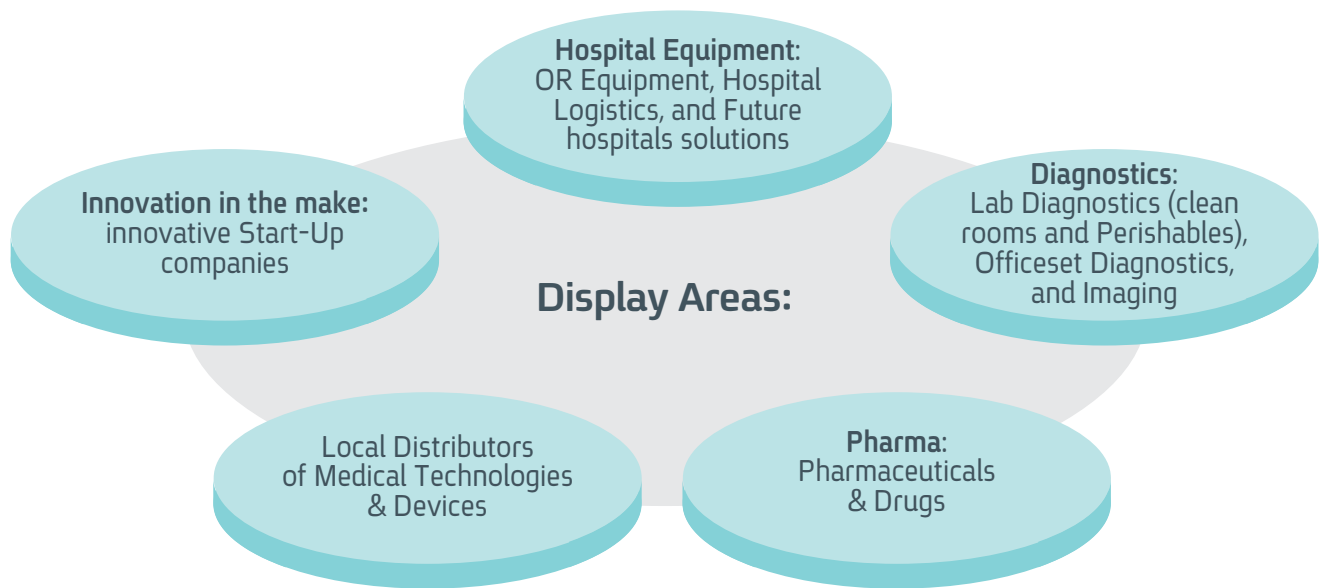 Hospital Equipment:
OR Equipment, Hospital
Logistics, and Future
hospitals solutions
Innovation in the make:
innovative Start-Up
companies
Diagnostics:
Lab Diagnostics (clean
rooms and Perishables),
Officeset Diagnostics,
and Imaging
Display Areas:
Local Distributors
of Medical Technologies
& Devices
Pharma:
Pharmaceuticals
& Drugs